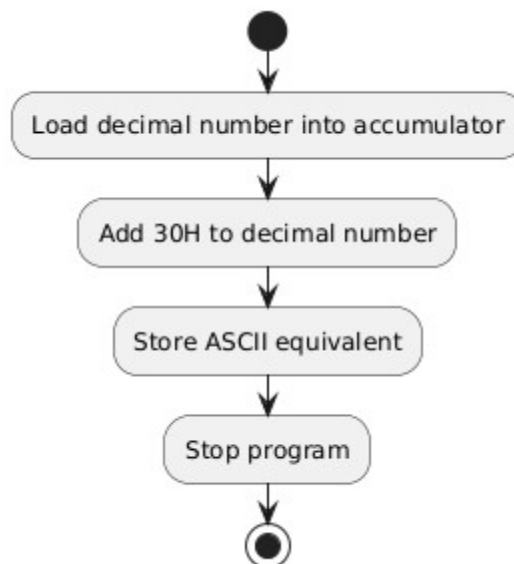 Load decimal number into accumulator
Add 30H to decimal number
Store ASCII equivalent
Stop program